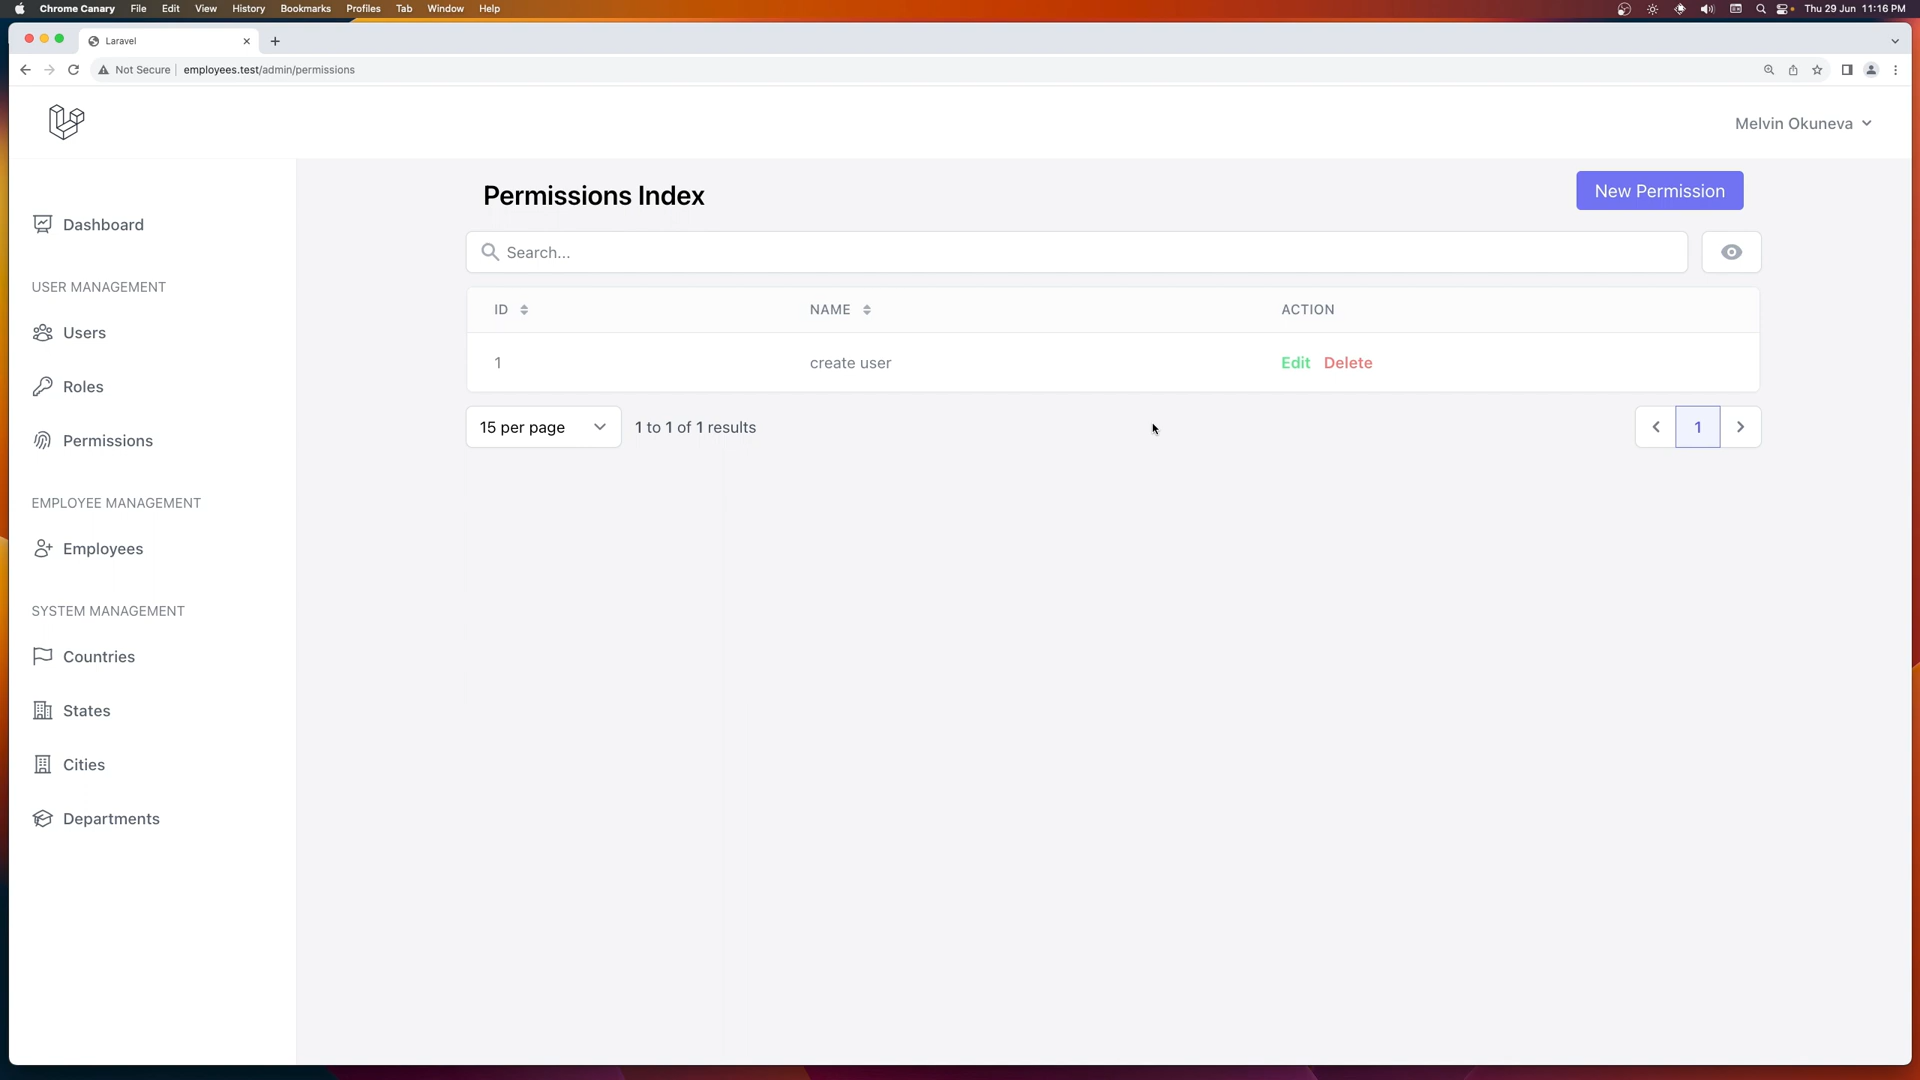 Chrome Canary File Edit View History Bookmarks Profiles Tab Window Help Thu 29 Jun 11:16 PM
Laravel
Not Secure employees.test/admin/permissions
Melvin Okuneva
Permissions Index
New Permission
Dashboard
Search...
USER MANAGEMENT
ID NAME ACTION
Users
1 create user Edit Delete
Roles
15 per page 1 to 1 of 1 results 1
Permissions
EMPLOYEE MANAGEMENT
Employees
SYSTEM MANAGEMENT
Countries
States
Cities
Departments